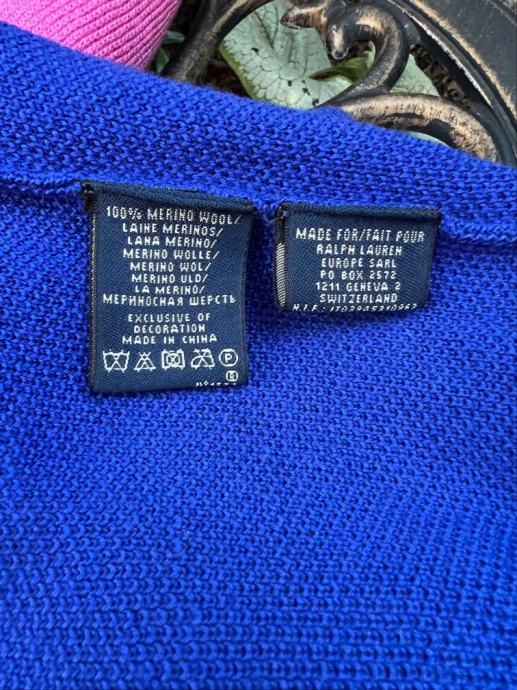 100% MERINO WOOL/
LAINE MERINOS/
LANA MERINO/
MERINO WOLLE/
MERINO WOL/
MERINO ULD/
LA MERINO/
МЕРИНОСНАЯ ШЕРСТЬ
EXCLUSIVE OF
DECORATION
MADE IN CHINA
P
MADE FOR/FAIT POUR
RALPH LAUREN
EUROPE SARL
PO BOX 2572
1211 GENEVA 2
SWITZERLAND
N.I.F.: